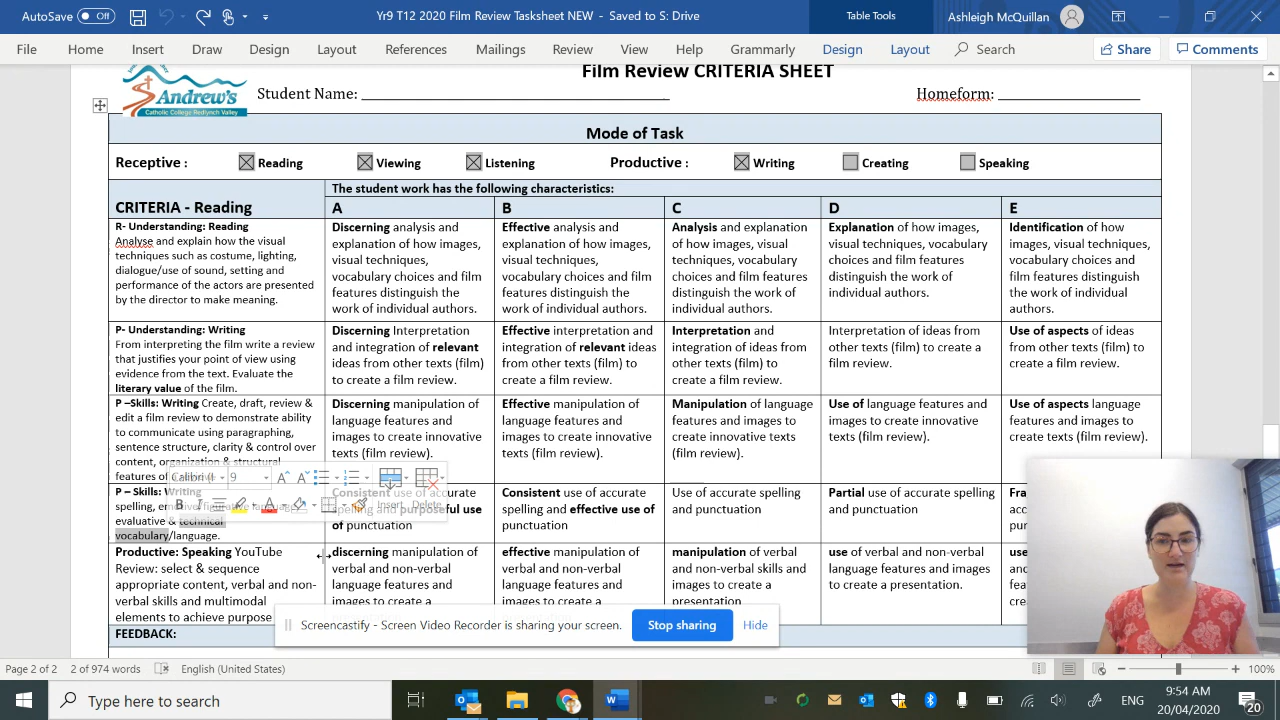 AutoSave Off Yr9 T12 2020 Film Review Tasksheet NEW - Saved to S: Drive Table Tools Ashleigh McQuillan
File Home Insert Draw Design Layout References Mailings Review View Help Grammarly Design Layout Search Share Comments
Film Review CRITERIA SHEET
Andrew's
Catholic College Redlynch Valley
Student Name: Homeform:
Mode of Task
Receptive : Reading Viewing Listening Productive : Writing Creating Speaking
The student work has the following characteristics:
CRITERIA - Reading A B C D E
R- Understanding: Reading
Analyse and explain how the visual
techniques such as costume, lighting,
dialogue/use of sound, setting and
performance of the actors are presented
by the director to make meaning.
Discerning analysis and
explanation of how images,
visual techniques,
vocabulary choices and film
features distinguish the
work of individual authors.
Effective analysis and
explanation of how images,
visual techniques,
vocabulary choices and film
features distinguish the
work of individual authors.
Analysis and explanation
of how images, visual
techniques, vocabulary
choices and film features
distinguish the work of
individual authors.
Explanation of how images,
visual techniques, vocabulary
choices and film features
distinguish the work of
individual authors.
Identification of how
images, visual techniques,
vocabulary choices and
film features distinguish
the work of individual
authors.
P- Understanding: Writing
From interpreting the film write a review
that justifies your point of view using
evidence from the text. Evaluate the
literary value of the film.
Discerning Interpretation
and integration of relevant
ideas from other texts (film)
to create a film review.
Effective interpretation and
integration of relevant ideas
from other texts (film) to
create a film review.
Interpretation and
integration of ideas from
other texts (film) to
create a film review.
Interpretation of ideas from
other texts (film) to create a
film review.
Use of aspects of ideas
from other texts (film) to
create a film review.
P –Skills: Writing Create, draft, review &
edit a film review to demonstrate ability
to communicate using paragraphing,
sentence structure, clarity & control over
content, organization & structural
features of
Discerning manipulation of
language features and
images to create innovative
texts (film review).
Effective manipulation of
language features and
images to create innovative
texts (film review).
Manipulation of language
features and images to
create innovative texts
(film review).
Use of language features and
images to create innovative
texts (film review).
Use of aspects language
features and images to
create innovative texts
(film review).
Calibri ( 9
B I Insert Delete
P – Skills: Writing
spelling, emotive/figurative language,
evaluative & technical
vocabulary/language.
Consistent use of accurate
spelling and purposeful use
of punctuation
Consistent use of accurate
spelling and effective use of
punctuation
Use of accurate spelling
and punctuation
Partial use of accurate spelling
and punctuation
Productive: Speaking YouTube
Review: select & sequence
appropriate content, verbal and non-
verbal skills and multimodal
elements to achieve purpose
discerning manipulation of
verbal and non-verbal
language features and
images to create a
effective manipulation of
verbal and non-verbal
language features and
images to create a
manipulation of verbal
and non-verbal skills and
images to create a
presentation
use of verbal and non-verbal
language features and images
to create a presentation.
FEEDBACK:
Screencastify - Screen Video Recorder is sharing your screen. Stop sharing Hide
Page 2 of 2 2 of 974 words English (United States) 100%
Type here to search ENG 9:54 AM
20/04/2020 20